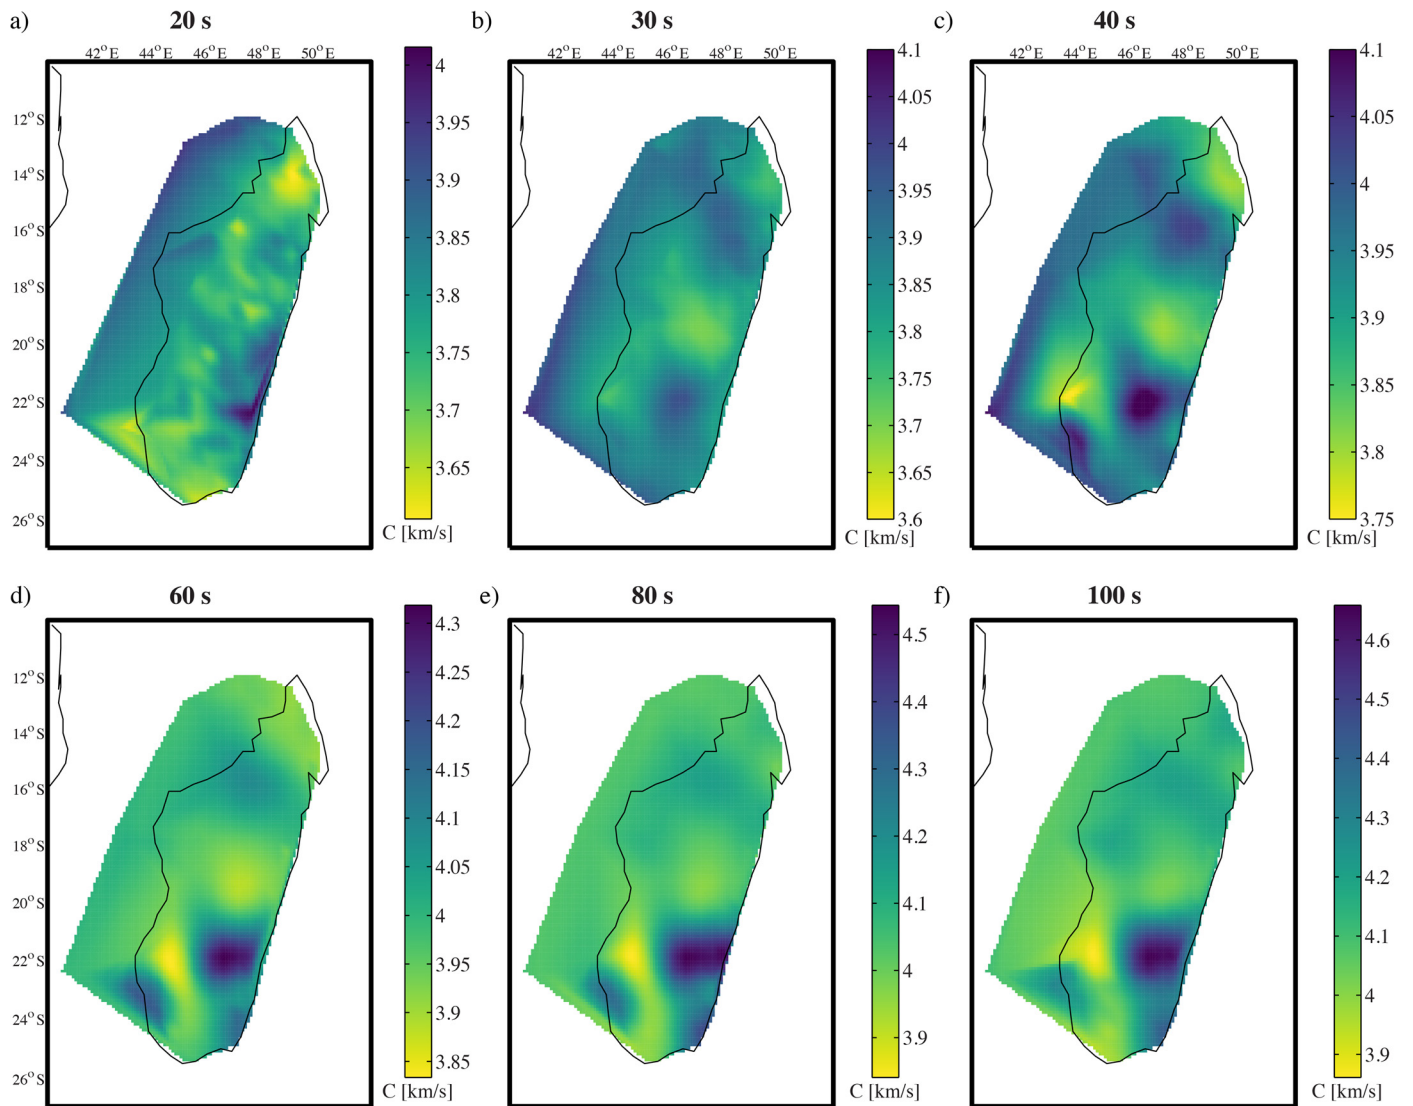 a) 20 s b) 30 s c) 40 s
42°E 44°E 46°E 48°E 50°E 42°E 44°E 46°E 48°E 50°E 42°E 44°E 46°E 48°E 50°E
4 4.1 4.1
3.95 4.05 4.05
3.9 4 4
3.85 3.95 3.95
3.8 3.9 3.9
3.75 3.85 3.85
3.7 3.8 3.8
3.65 3.75 3.75
3.7
3.65
3.6
12°S
14°S
16°S
18°S
20°S
22°S
24°S
26°S
C [km/s] C [km/s] C [km/s]
d) 60 s e) 80 s f) 100 s
4.3 4.5 4.6
4.25 4.4 4.5
4.2 4.3 4.4
4.15 4.2 4.3
4.1 4.1 4.2
4.05 4 4.1
4 3.9 4
3.95 3.9
3.9
3.85
12°S
14°S
16°S
18°S
20°S
22°S
24°S
26°S
C [km/s] C [km/s] C [km/s]